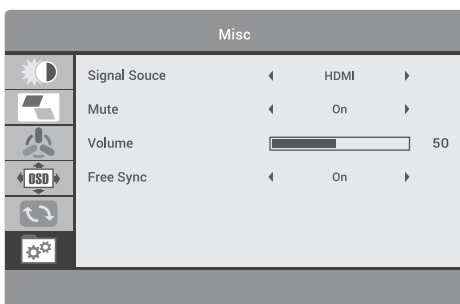 Misc
Signal Souce HDMI
Mute On
Volume 50
OSD Free Sync On